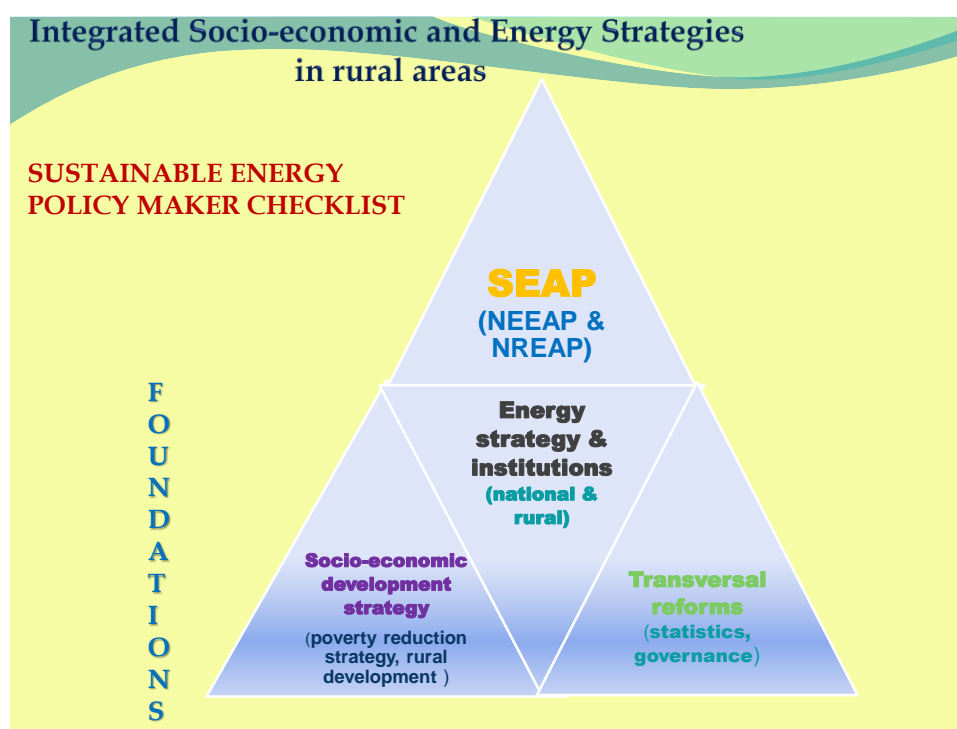 Integrated Socio-economic and Energy Strategies
in rural areas
SUSTAINABLE ENERGY
POLICY MAKER CHECKLIST
SEAP
(NEEAP &
NREAP)
F
O
U
N
D
A
T
I
O
N
S
Energy
strategy &
institutions
(national &
rural)
Socio-economic
development
strategy
(poverty reduction
strategy, rural
development )
Transversal
reforms
(statistics,
governance)